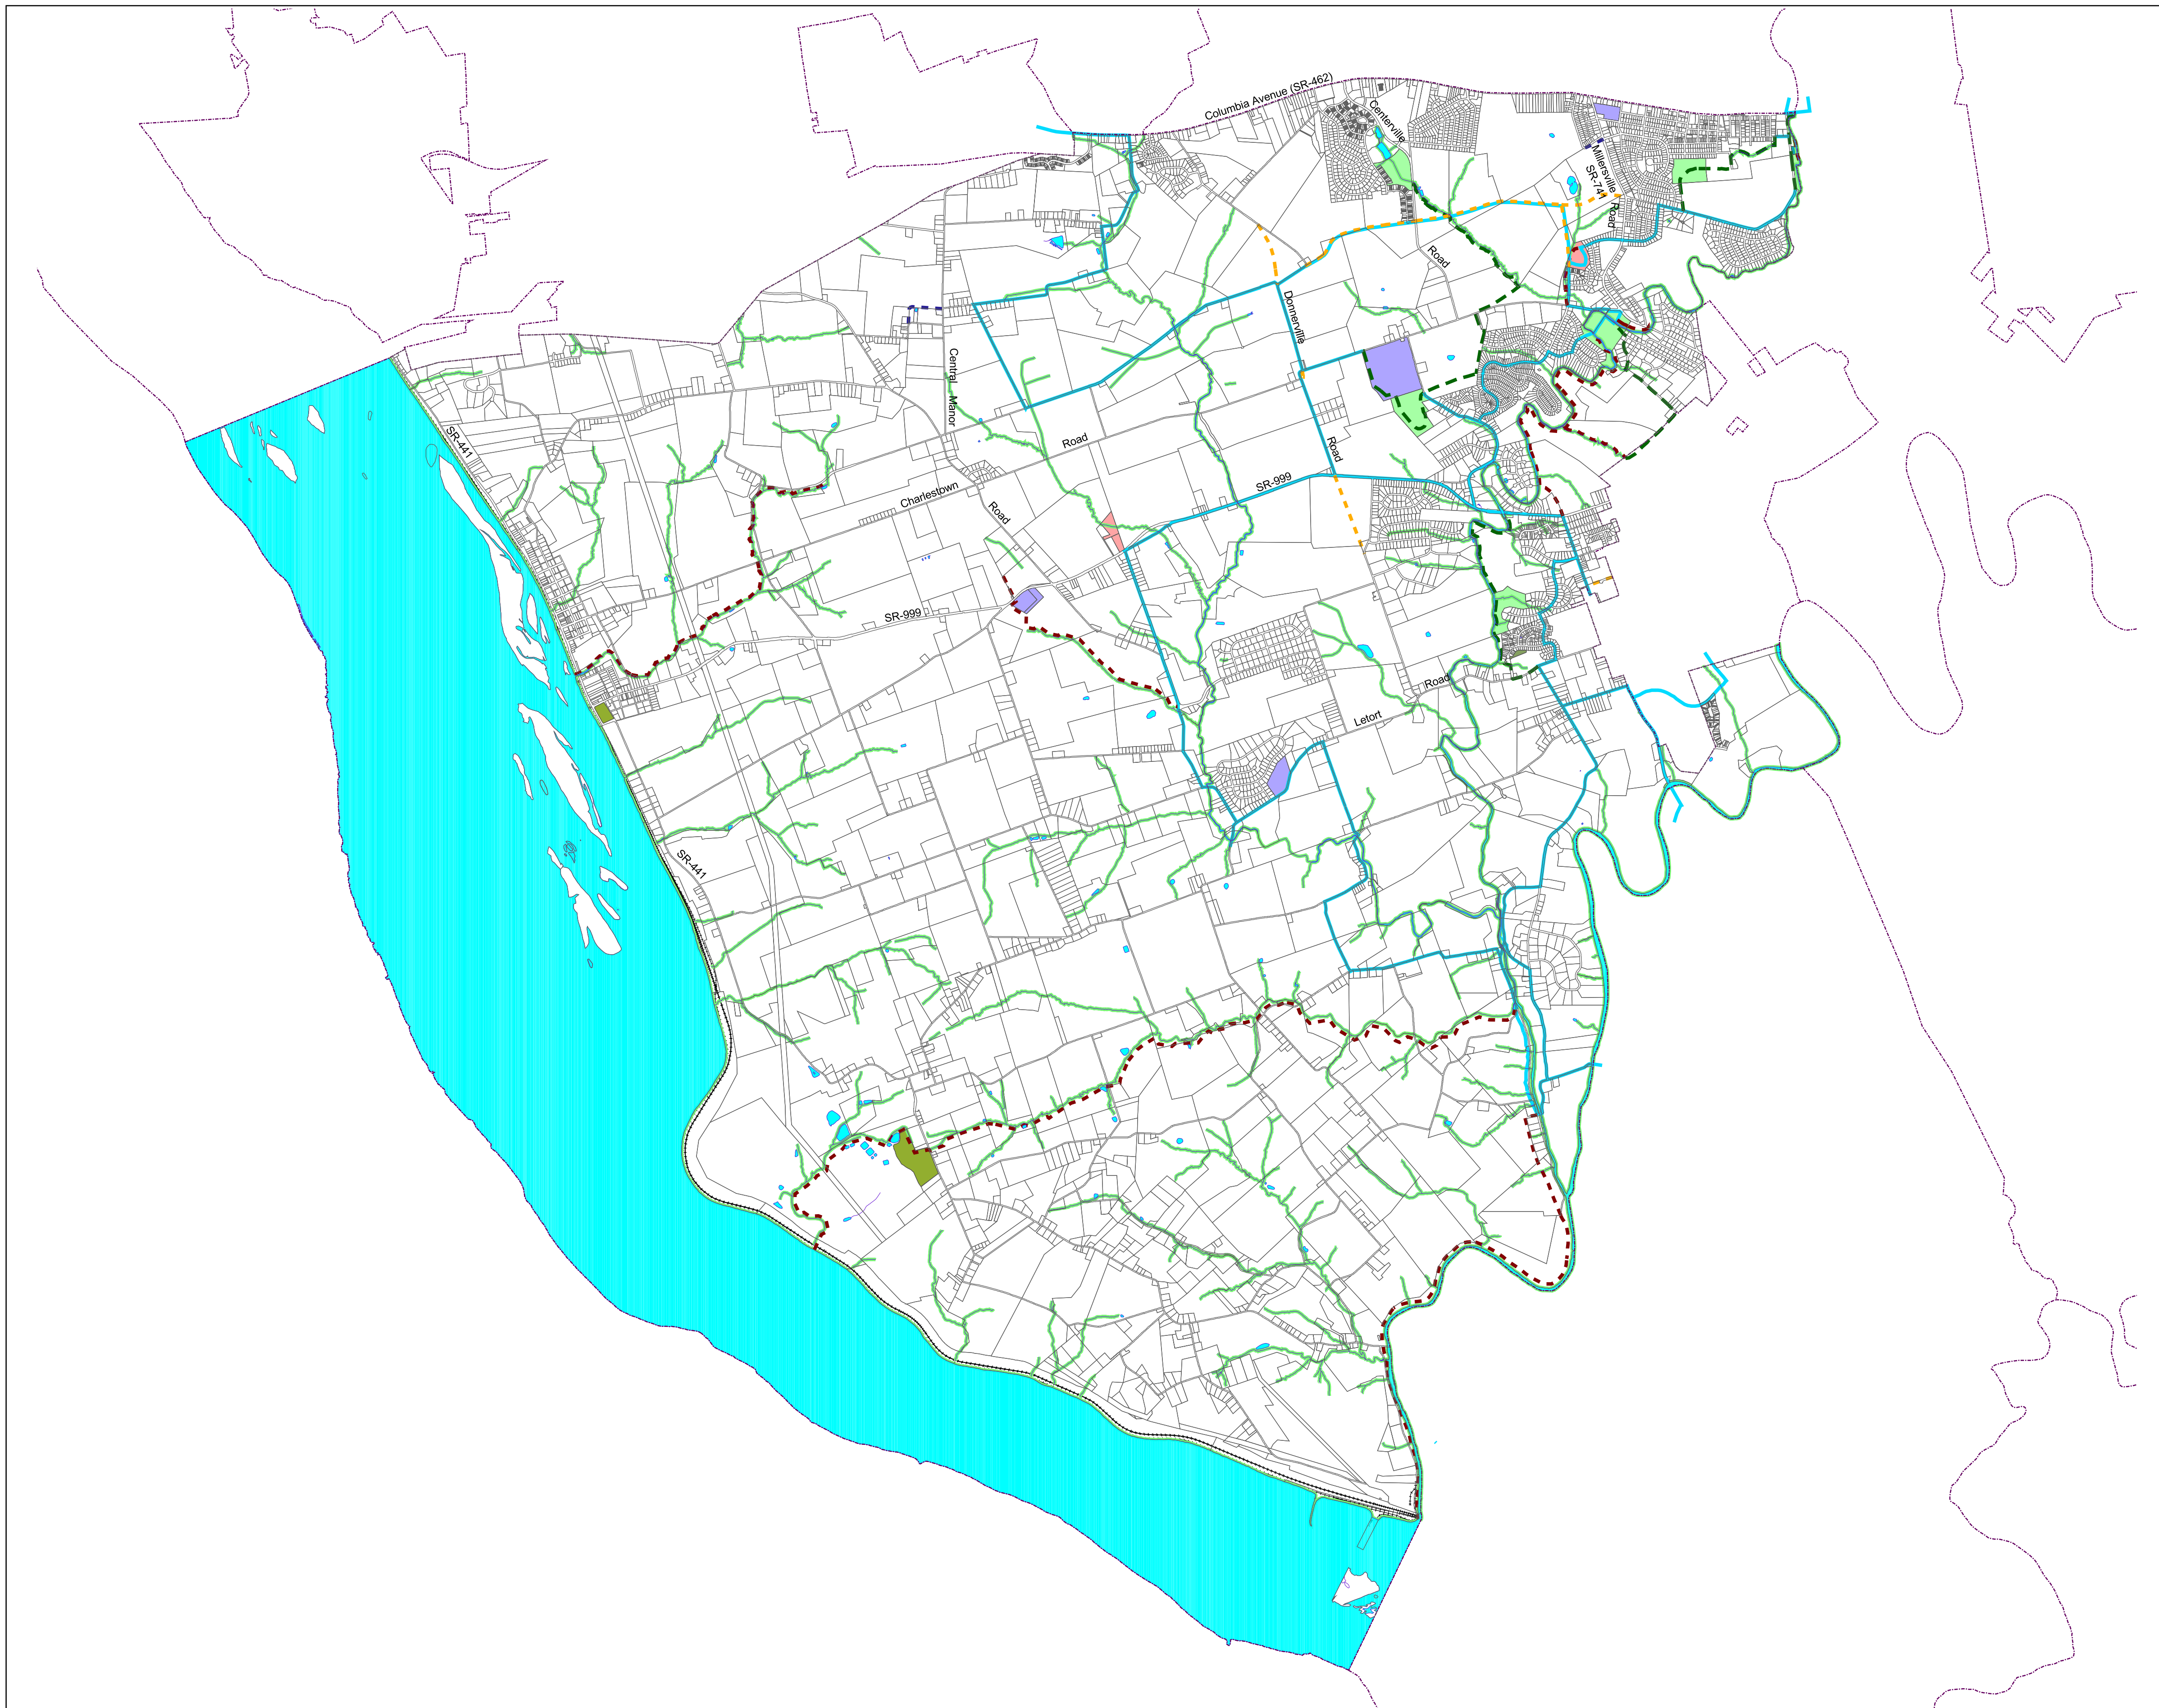 Columbia Avenue (SR-462)
Centerville
Road
Millersville
Road
SR-741
Donnerville
Road
Central Manor
Road
SR-441
Charlestown
Road
SR-999
SR-999
Letort
Road
SR-441